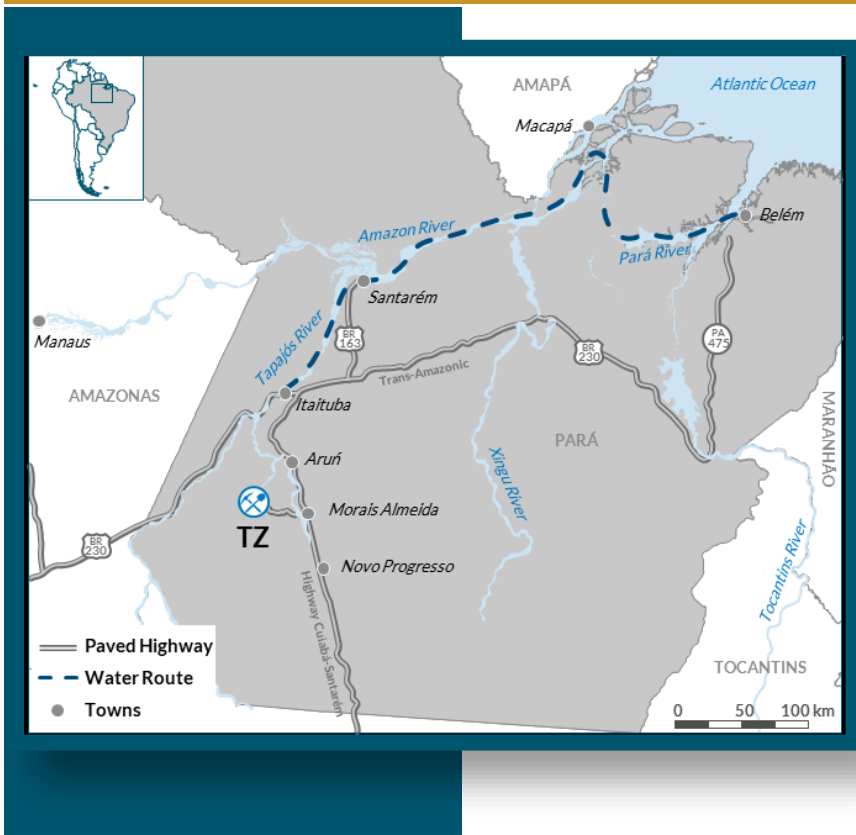 AMAPÁ
Atlantic Ocean
Macapá
Belém
Amazon River
Pará River
Santarém
Manaus
Tapajós River
BR
163
PA
475
BR
230
Trans-Amazonic
AMAZONAS
Itaituba
MARANHÃO
PARÁ
Aruń
Xingu River
Morais Almeida
TZ
BR
230
Novo Progresso
Highway Cuiabá-Santarém
Tocantins River
Paved Highway
Water Route
Towns
TOCANTINS
0 50 100 km